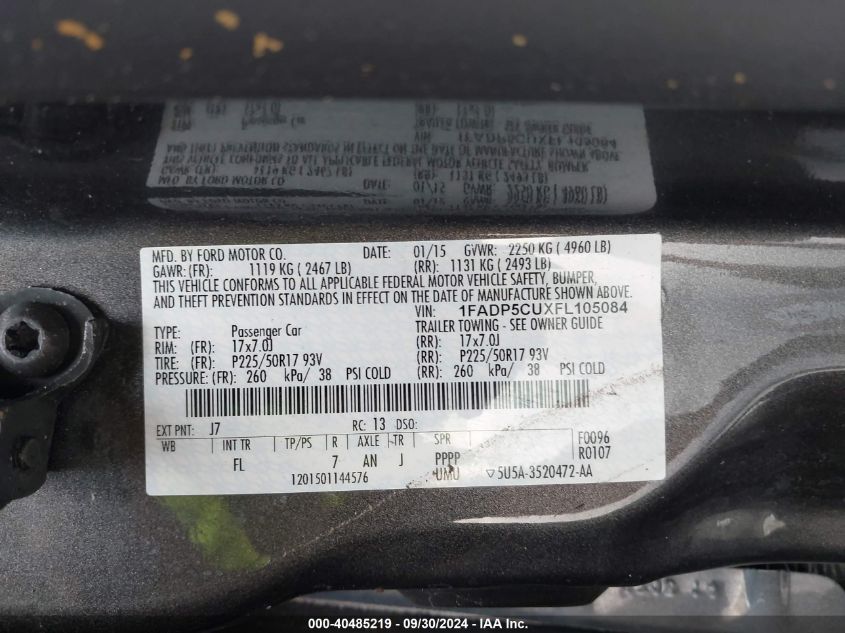 MFD. BY FORD MOTOR CO. DATE: 01/15 GVWR: 2250 KG ( 4960 LB)
GAWR: (FR): 1119 KG ( 2467 LB) (RR): 1131 KG ( 2493 LB)
THIS VEHICLE CONFORMS TO ALL APPLICABLE FEDERAL MOTOR VEHICLE SAFETY, BUMPER,
AND THEFT PREVENTION STANDARDS IN EFFECT ON THE DATE OF MANUFACTURE SHOWN ABOVE.
VIN: 1FADP5CUXFL105084
TYPE: Passenger Car TRAILER TOWING - SEE OWNER GUIDE
RIM: (FR): 17x7.0J (RR): 17x7.0J
TIRE: (FR): P225/50R17 93V (RR): P225/50R17 93V
PRESSURE: (FR): 260 kPa/ 38 PSI COLD (RR): 260 kPa/ 38 PSI COLD
EXT PNT: J7 RC: 13 DSO:
WB INT TR TP/PS R AXLE TR SPR F0096
FL 7 AN J PPPP R0107
1201501144576 UMU ▽5U5A-3520472-AA
000-40485219 - 09/30/2024 - IAA Inc.